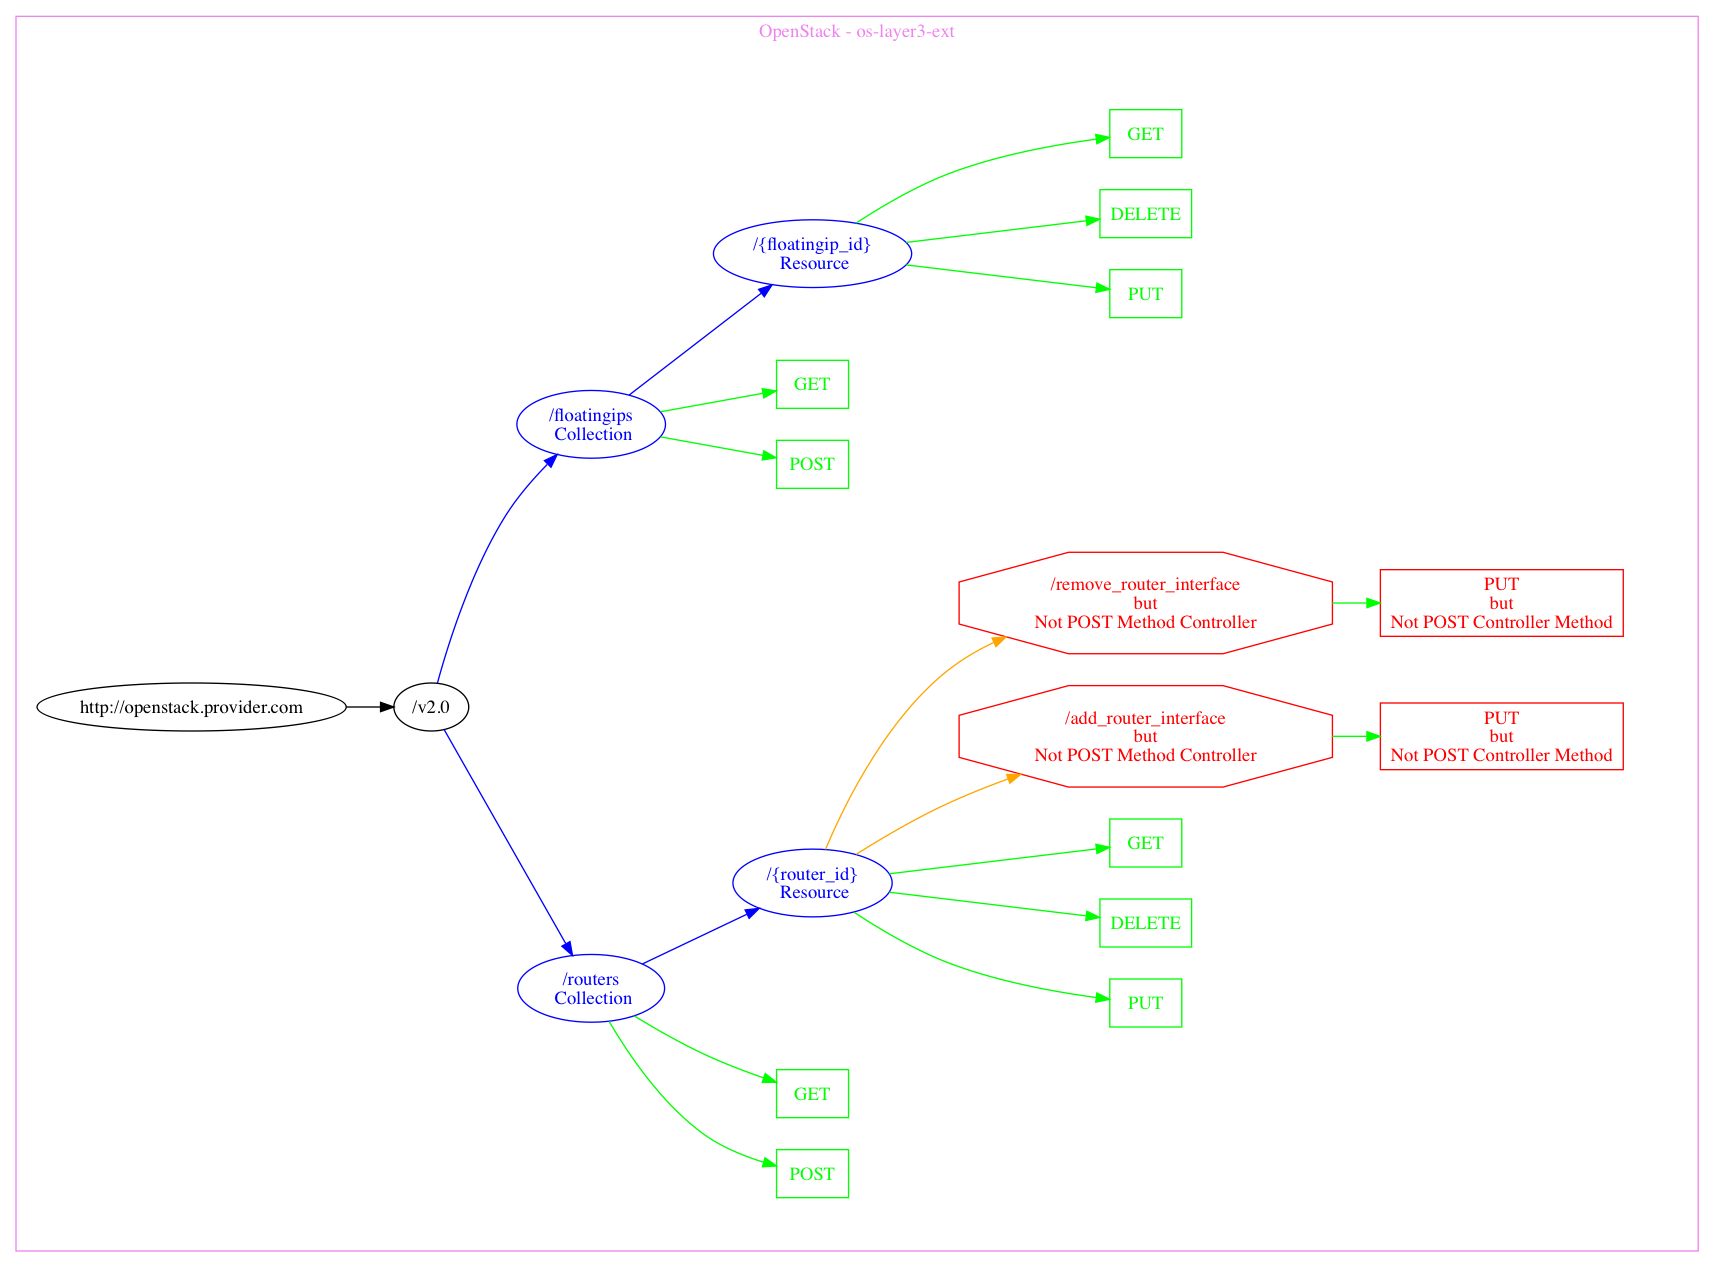 OpenStack - os-layer3-ext
GET
DELETE
/{floatingip_id}
Resource
PUT
GET
/floatingips
Collection
POST
/remove_router_interface
but
Not POST Method Controller
PUT
but
Not POST Controller Method
http://openstack.provider.com
/v2.0
/add_router_interface
but
Not POST Method Controller
PUT
but
Not POST Controller Method
GET
/{router_id}
Resource
DELETE
/routers
Collection
PUT
GET
POST